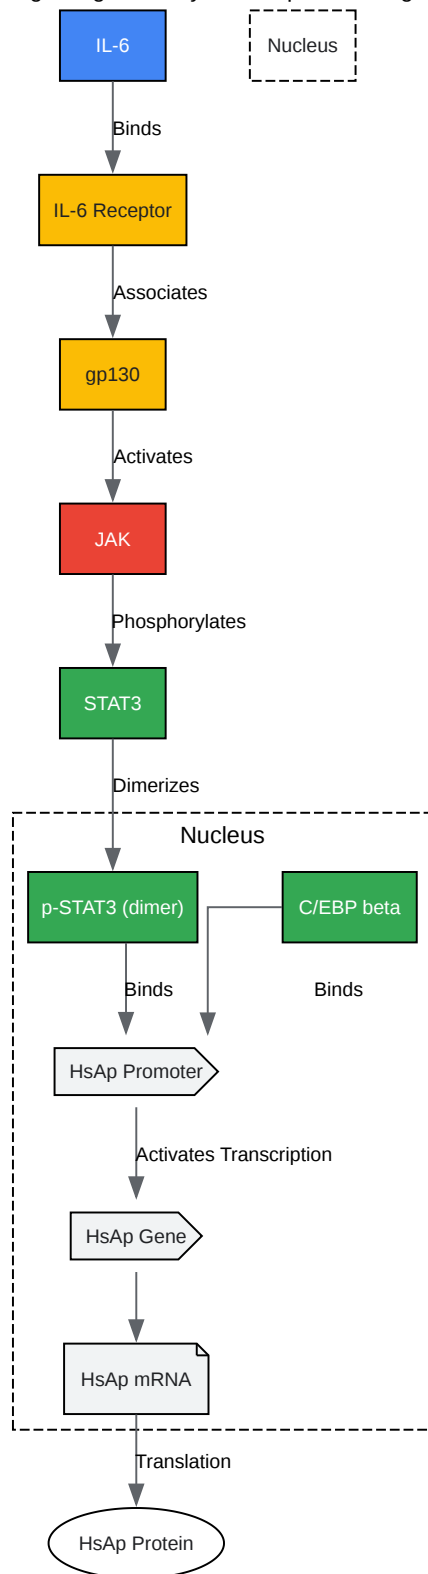 IL-6
Nucleus
Binds
IL-6 Receptor
Associates
gp130
Activates
JAK
Phosphorylates
STAT3
Dimerizes
Nucleus
p-STAT3 (dimer)
C/EBP beta
Binds
Binds
HsAp Promoter
Activates Transcription
HsAp Gene
HsAp mRNA
Translation
HsAp Protein